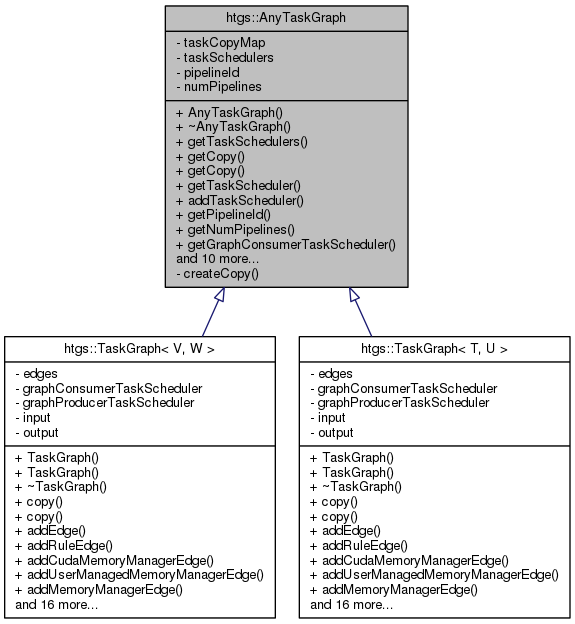 htgs::AnyTaskGraph
- taskCopyMap
- taskSchedulers
- pipelineId
- numPipelines
+ AnyTaskGraph()
+ ~AnyTaskGraph()
+ getTaskSchedulers()
+ getCopy()
+ getCopy()
+ getTaskScheduler()
+ addTaskScheduler()
+ getPipelineId()
+ getNumPipelines()
+ getGraphConsumerTaskScheduler()
and 10 more...
- createCopy()
htgs::TaskGraph< V, W >
- edges
- graphConsumerTaskScheduler
- graphProducerTaskScheduler
- input
- output
+ TaskGraph()
+ TaskGraph()
+ ~TaskGraph()
+ copy()
+ copy()
+ addEdge()
+ addRuleEdge()
+ addCudaMemoryManagerEdge()
+ addUserManagedMemoryManagerEdge()
+ addMemoryManagerEdge()
and 16 more...
htgs::TaskGraph< T, U >
- edges
- graphConsumerTaskScheduler
- graphProducerTaskScheduler
- input
- output
+ TaskGraph()
+ TaskGraph()
+ ~TaskGraph()
+ copy()
+ copy()
+ addEdge()
+ addRuleEdge()
+ addCudaMemoryManagerEdge()
+ addUserManagedMemoryManagerEdge()
+ addMemoryManagerEdge()
and 16 more...